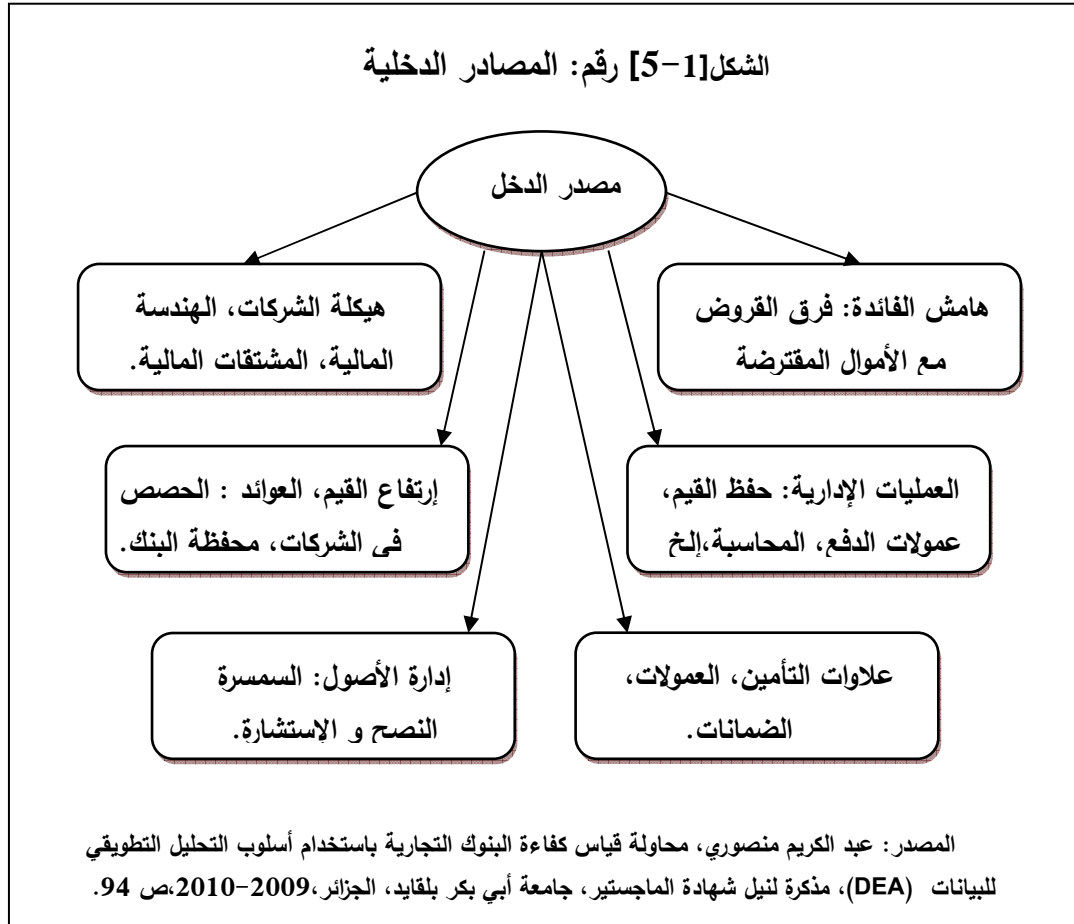 الشكل[1-5] رقم: المصادر الدخلية
مصدر الدخل
هامش الفائدة: فرق القروض
مع الأموال المقترضة
هيكلة الشركات، الهندسة
المالية، المشتقات المالية.
العمليات الإدارية: حفظ القيم،
عمولات الدفع، المحاسبة،إلخ
إرتفاع القيم، العوائد : الحصص
في الشركات، محفظة البنك.
علاوات التأمين، العمولات،
الضمانات.
إدارة الأصول: السمسرة
النصح و الإستشارة.
المصدر: عبد الكريم منصوري، محاولة قياس كفاءة البنوك التجارية باستخدام أسلوب التحليل التطويقي
للبيانات (DEA)، مذكرة لنيل شهادة الماجستير، جامعة أبي بكر بلقايد، الجزائر،2009-2010،ص 94.